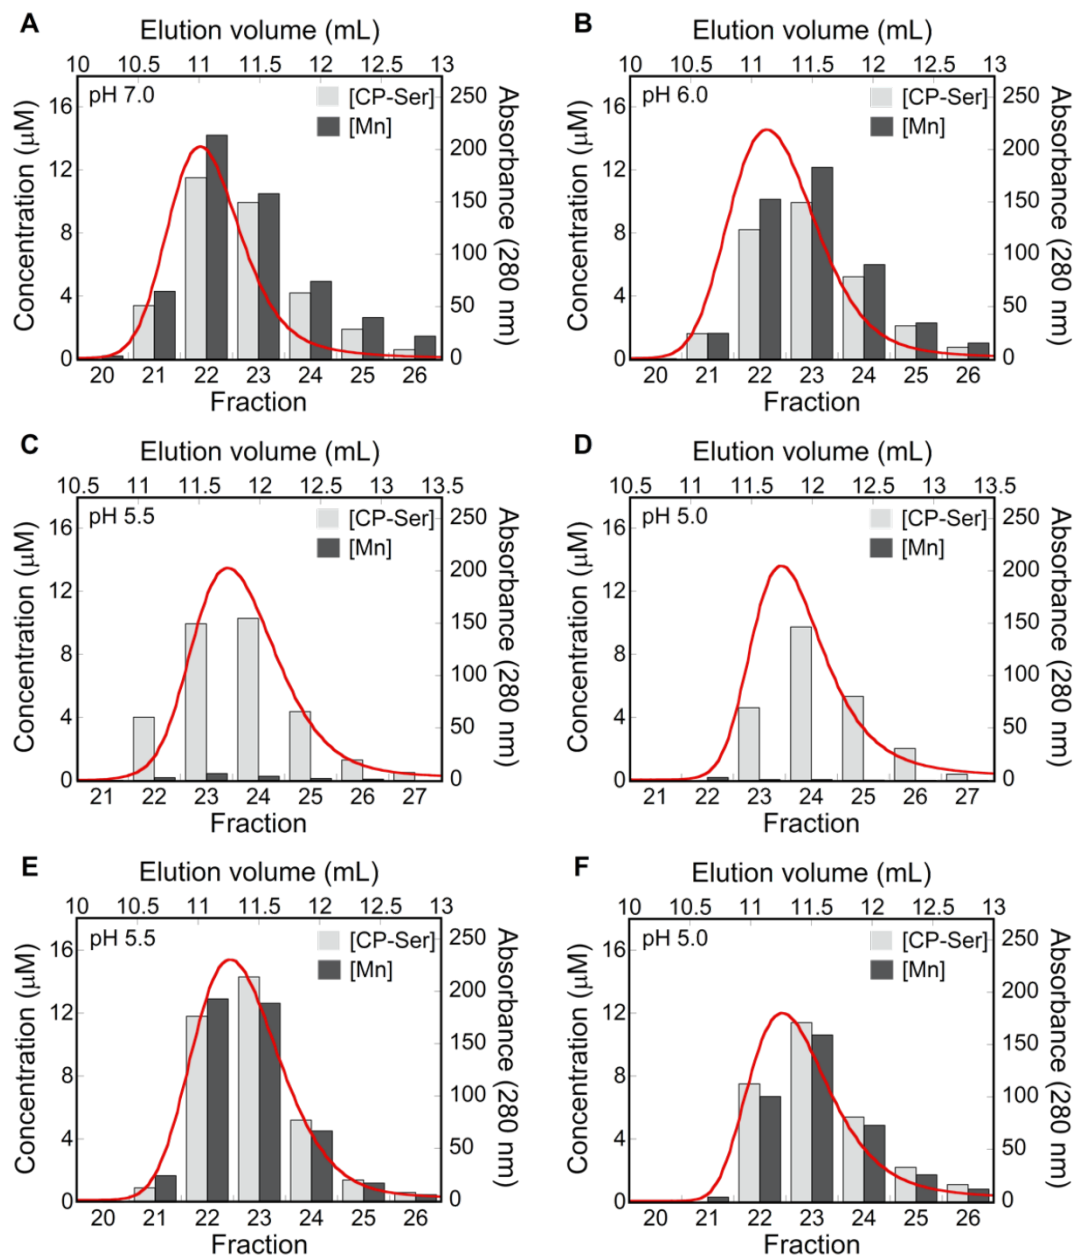 A
Elution volume (mL)
10 10.5 11 11.5 12 12.5 13
pH 7.0
[CP-Ser]
[Mn]
Concentration (μM)
16
12
8
4
0
Absorbance (280 nm)
250
200
150
100
50
0
20 21 22 23 24 25 26
Fraction
B
Elution volume (mL)
10 10.5 11 11.5 12 12.5 13
pH 6.0
[CP-Ser]
[Mn]
Concentration (μM)
16
12
8
4
0
Absorbance (280 nm)
250
200
150
100
50
0
20 21 22 23 24 25 26
Fraction
C
Elution volume (mL)
10.5 11 11.5 12 12.5 13 13.5
pH 5.5
[CP-Ser]
[Mn]
Concentration (μM)
16
12
8
4
0
Absorbance (280 nm)
250
200
150
100
50
0
21 22 23 24 25 26 27
Fraction
D
Elution volume (mL)
10.5 11 11.5 12 12.5 13 13.5
pH 5.0
[CP-Ser]
[Mn]
Concentration (μM)
16
12
8
4
0
Absorbance (280 nm)
250
200
150
100
50
0
21 22 23 24 25 26 27
Fraction
E
Elution volume (mL)
10 10.5 11 11.5 12 12.5 13
pH 5.5
[CP-Ser]
[Mn]
Concentration (μM)
16
12
8
4
0
Absorbance (280 nm)
250
200
150
100
50
0
20 21 22 23 24 25 26
Fraction
F
Elution volume (mL)
10 10.5 11 11.5 12 12.5 13
pH 5.0
[CP-Ser]
[Mn]
Concentration (μM)
16
12
8
4
0
Absorbance (280 nm)
250
200
150
100
50
0
20 21 22 23 24 25 26
Fraction